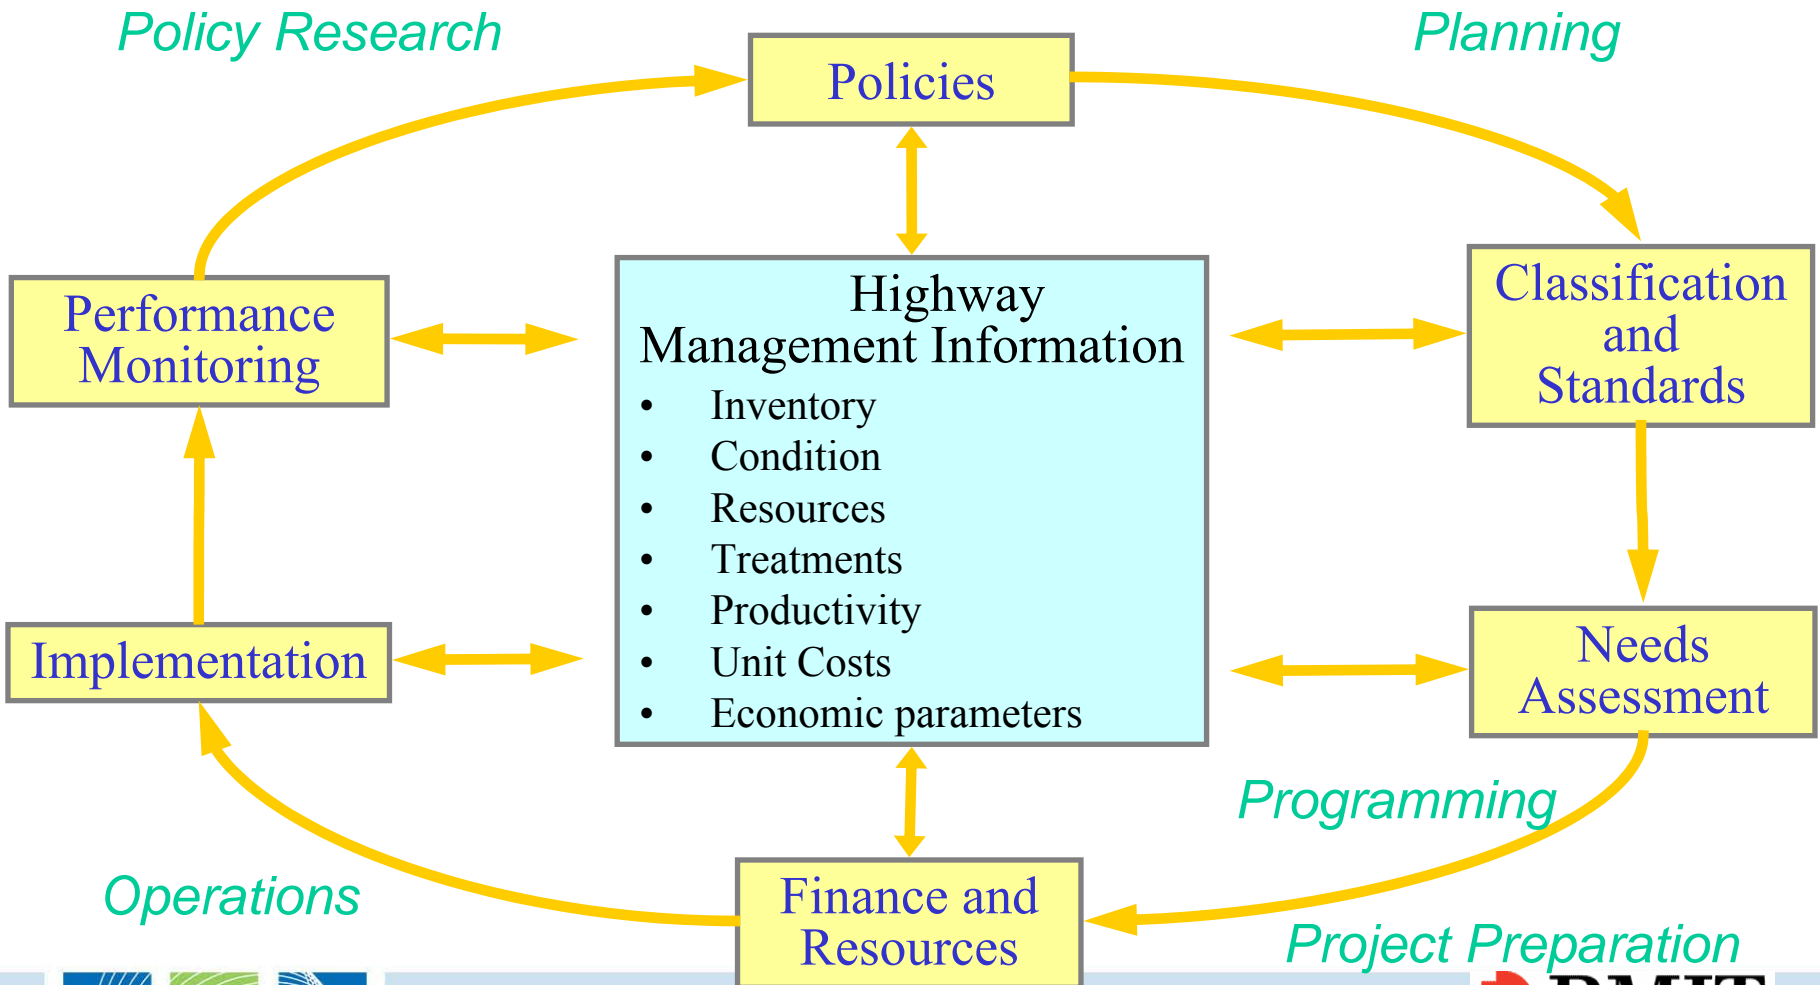 Policy Research
Planning
Policies
Classification
and
Standards
Performance
Monitoring
Highway
Management Information
• Inventory
• Condition
• Resources
• Treatments
• Productivity
• Unit Costs
• Economic parameters
Implementation
Needs
Assessment
Programming
Operations
Finance and
Resources
Project Preparation
RMIT